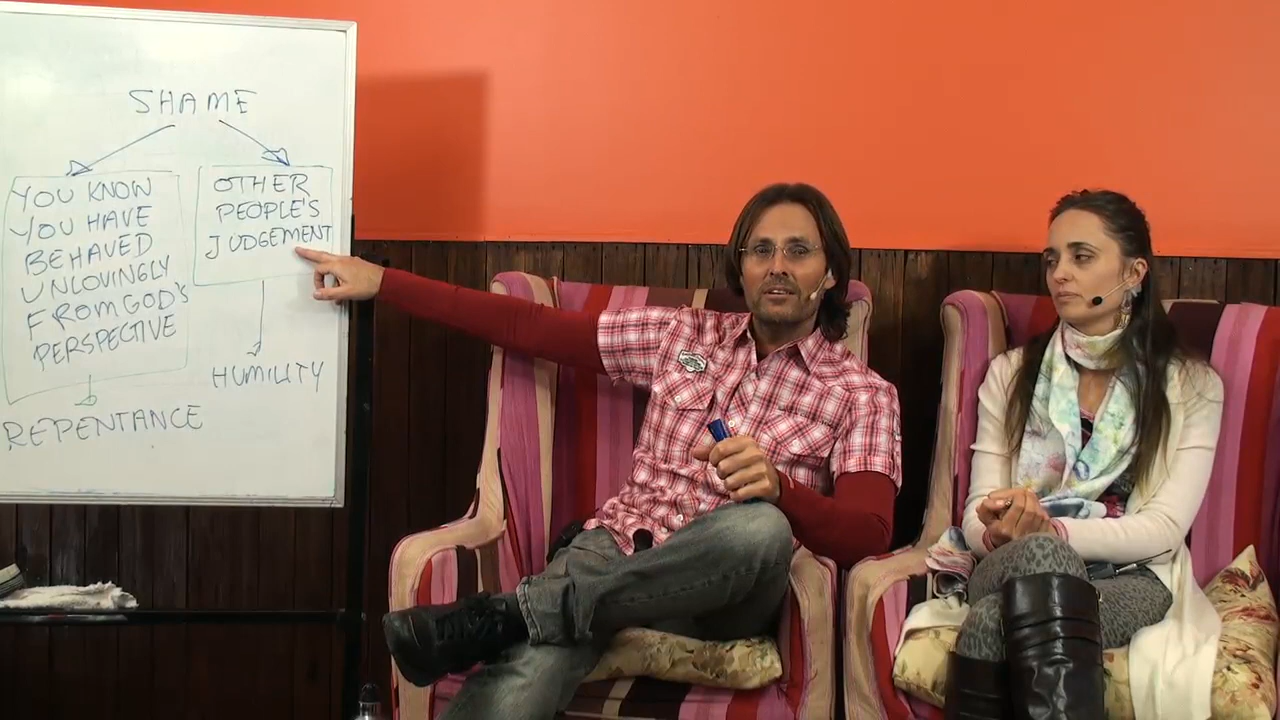 SHAME
YOU KNOW
YOU HAVE
BEHAVED
UNLOVINGLY
FROM GOD'S
PERSPECTIVE
REPENTANCE
OTHER
PEOPLE'S
JUDGEMENT
HUMILITY